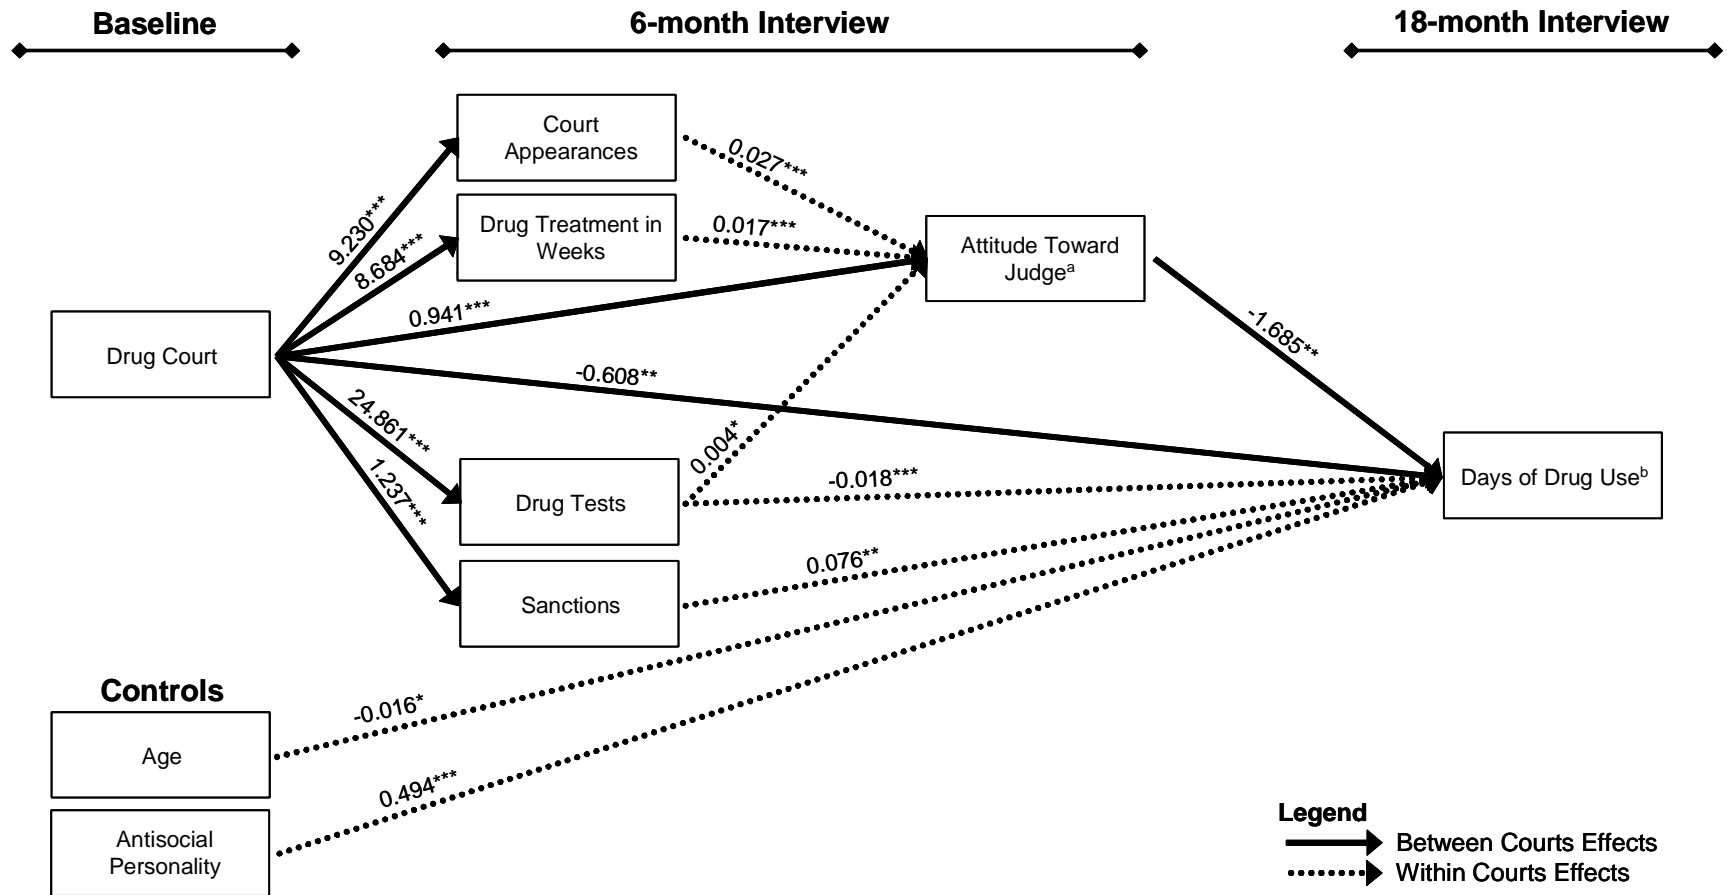 Baseline
6-month Interview
18-month Interview
Court
Appearances
0.027***
9.230***
Drug Treatment in
Weeks
0.017***
8.684***
Attitude Toward
Judgeᵃ
0.941***
Drug Court
-1.685**
-0.608**
24.861***
0.004*
Days of Drug Useᵇ
Drug Tests
-0.018***
1.237***
Sanctions
0.076**
Controls
Age
-0.016*
Antisocial
Personality
0.494***
Legend
Between Courts Effects
Within Courts Effects